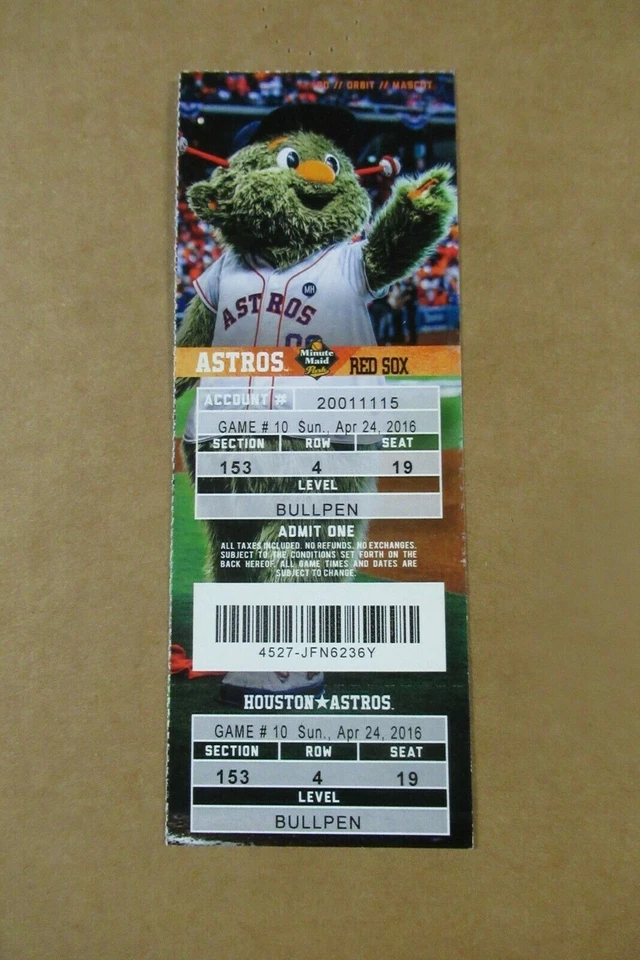 // ORBIT // MASCOT
MH
ASTROS
ASTROS
Minute
Maid
Park
RED SOX
ACCOUNT # 20011115
GAME # 10 Sun., Apr 24, 2016
SECTION ROW SEAT
153 4 19
LEVEL
BULLPEN
ADMIT ONE
ALL TAXES INCLUDED. NO REFUNDS. NO EXCHANGES.
SUBJECT TO THE CONDITIONS SET FORTH ON THE
BACK HEREOF. ALL GAME TIMES AND DATES ARE
SUBJECT TO CHANGE.
4527-JFN6236Y
HOUSTON★ASTROS
GAME # 10 Sun., Apr 24, 2016
SECTION ROW SEAT
153 4 19
LEVEL
BULLPEN